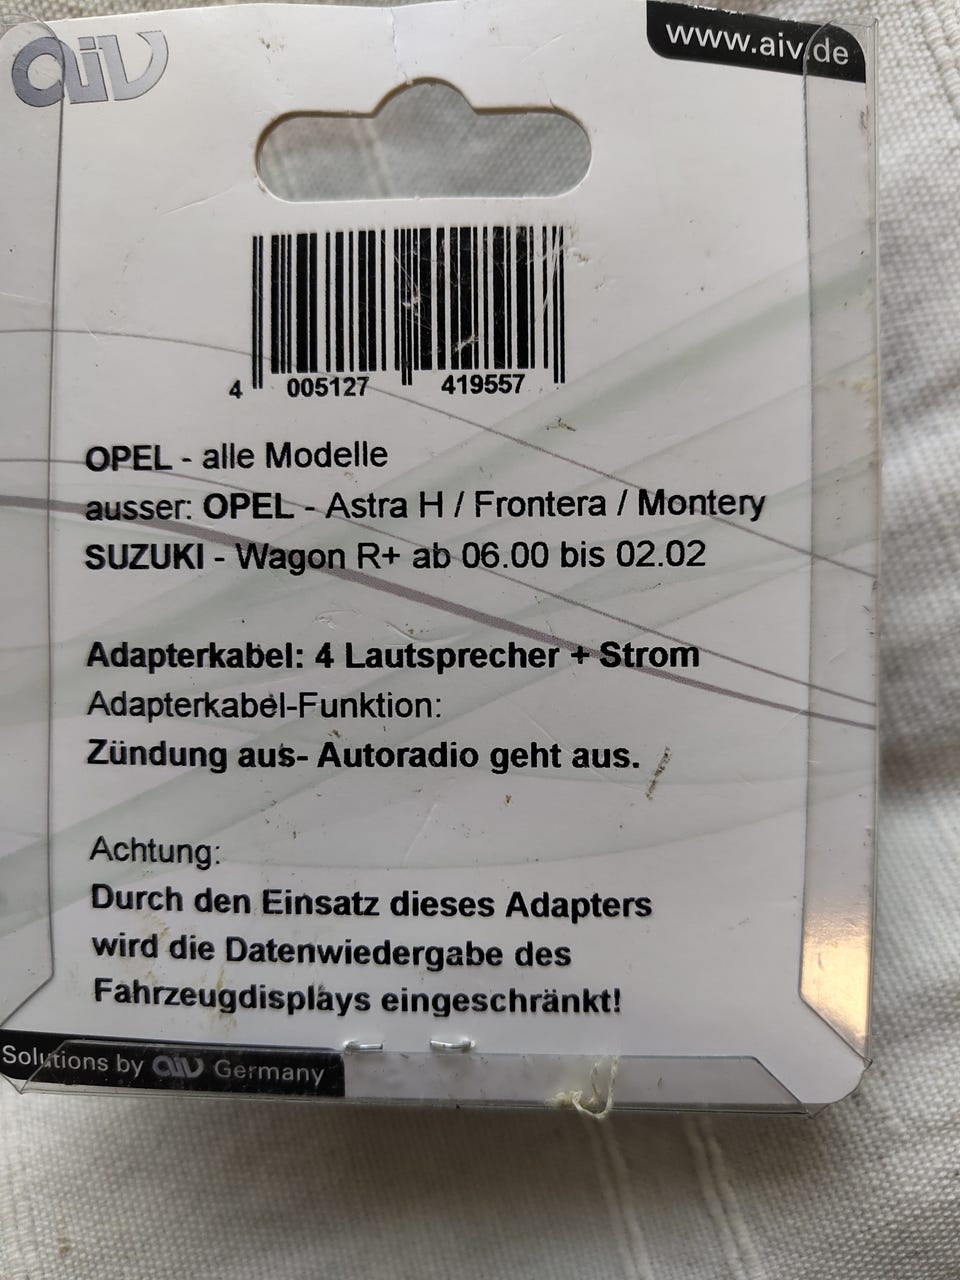 aiv
www.aiv.de
4 005127 419557
OPEL - alle Modelle
ausser: OPEL - Astra H / Frontera / Montery
SUZUKI - Wagon R+ ab 06.00 bis 02.02
Adapterkabel: 4 Lautsprecher + Strom
Adapterkabel-Funktion:
Zündung aus- Autoradio geht aus.
Achtung:
Durch den Einsatz dieses Adapters
wird die Datenwiedergabe des
Fahrzeugdisplays eingeschränkt!
Solutions by aiv Germany